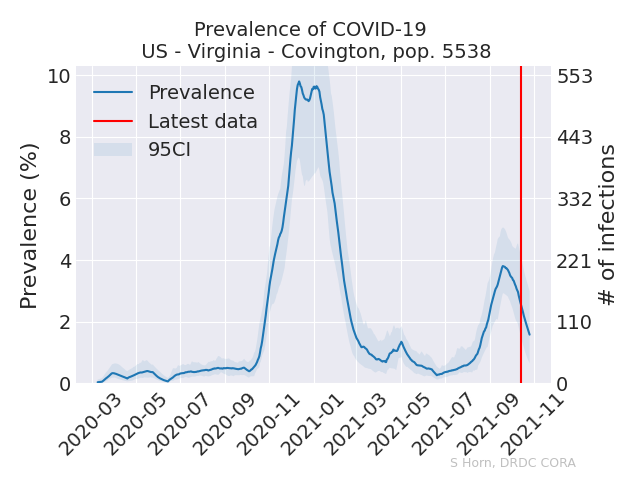 Prevalence of COVID-19
US - Virginia - Covington, pop. 5538
Prevalence
Latest data
95CI
Prevalence (%)
10
8
6
4
2
0
553
443
332
221
110
0
# of infections
2020-03
2020-05
2020-07
2020-09
2020-11
2021-01
2021-03
2021-05
2021-07
2021-09
2021-11
S Horn, DRDC CORA